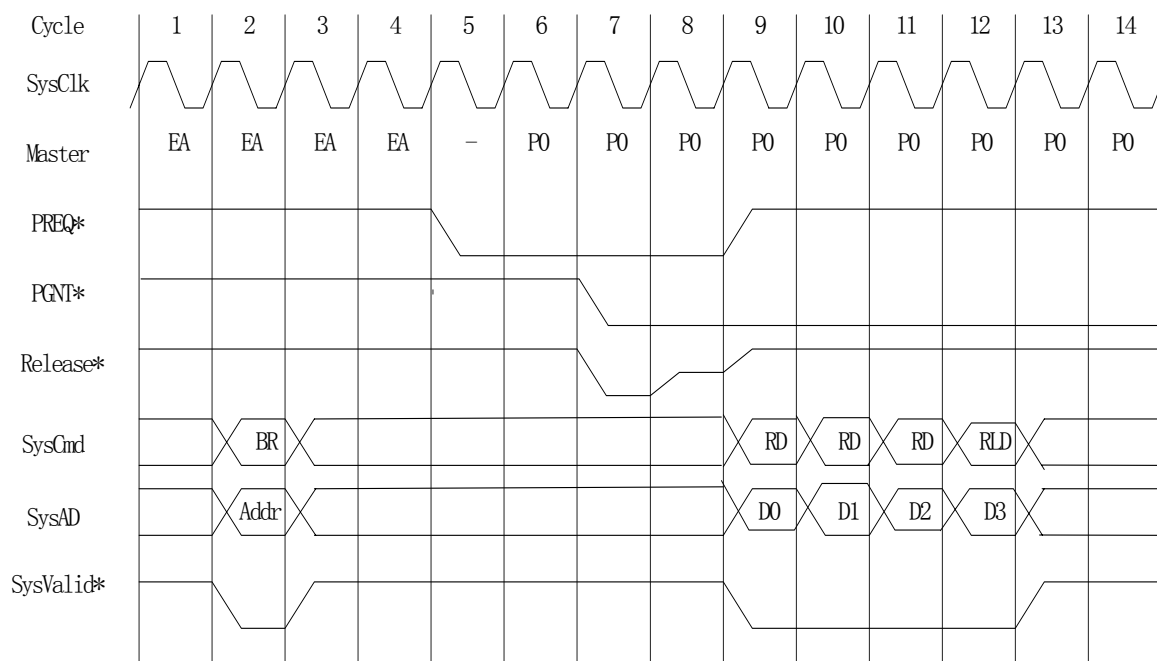 Cycle 1 2 3 4 5 6 7 8 9 10 11 12 13 14
SysClk
Master EA EA EA EA - P0 P0 P0 P0 P0 P0 P0 P0 P0
PREQ*
PGNT*
Release*
SysCmd BR RD RD RD RLD
SysAD Addr D0 D1 D2 D3
SysValid*